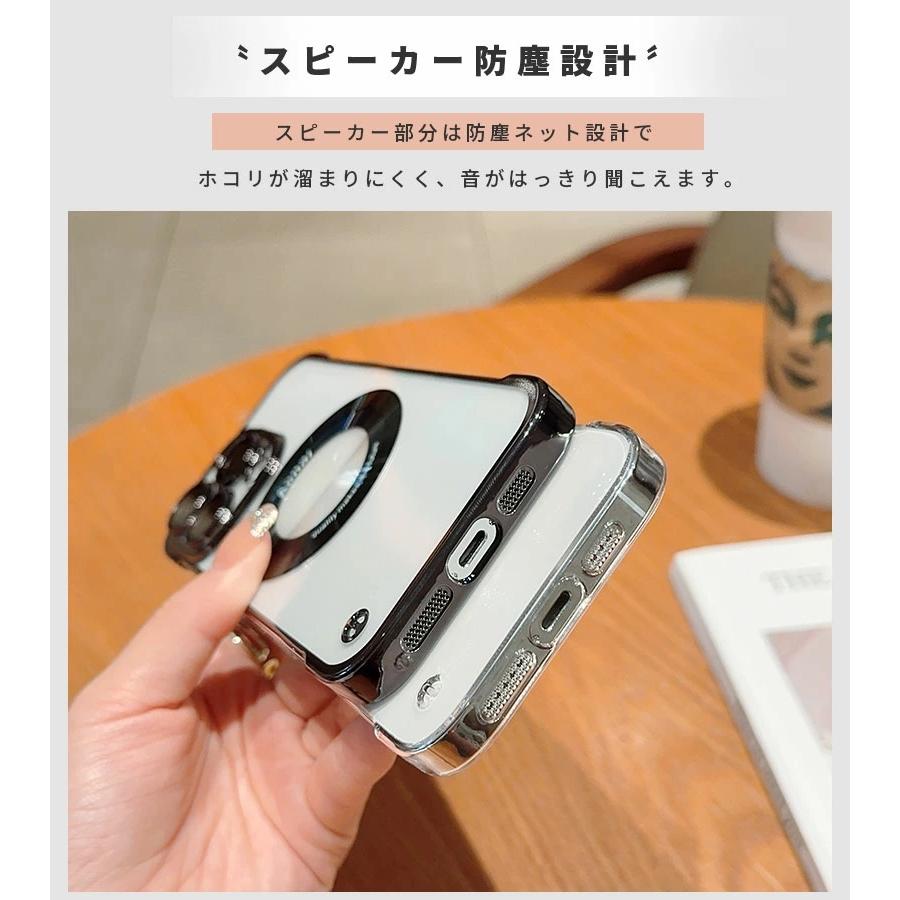 〝スピーカー防塵設計〞
スピーカー部分は防塵ネット設計で
ホコリが溜まりにくく、音がはっきり聞こえます。